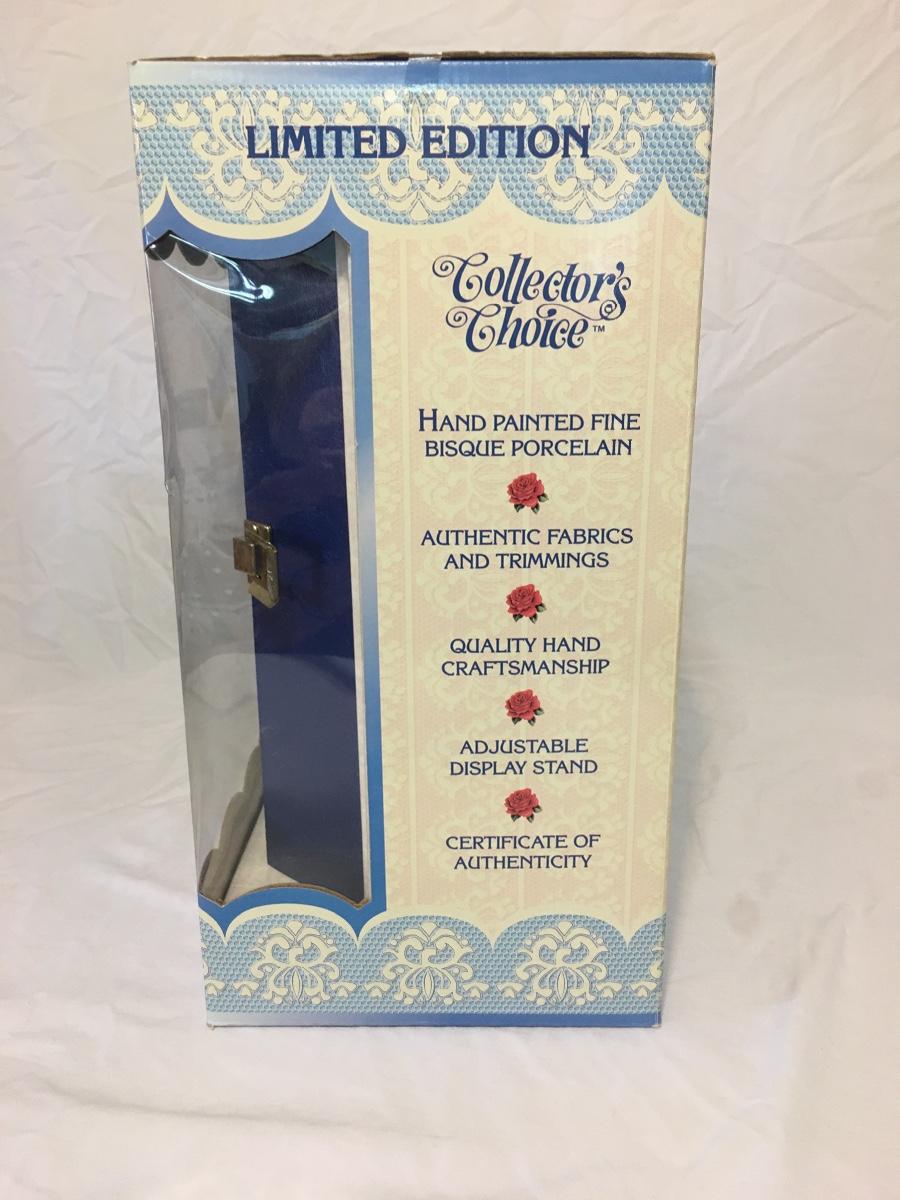 LIMITED EDITION
Collector's
Choice™
HAND PAINTED FINE
BISQUE PORCELAIN
AUTHENTIC FABRICS
AND TRIMMINGS
QUALITY HAND
CRAFTSMANSHIP
ADJUSTABLE
DISPLAY STAND
CERTIFICATE OF
AUTHENTICITY